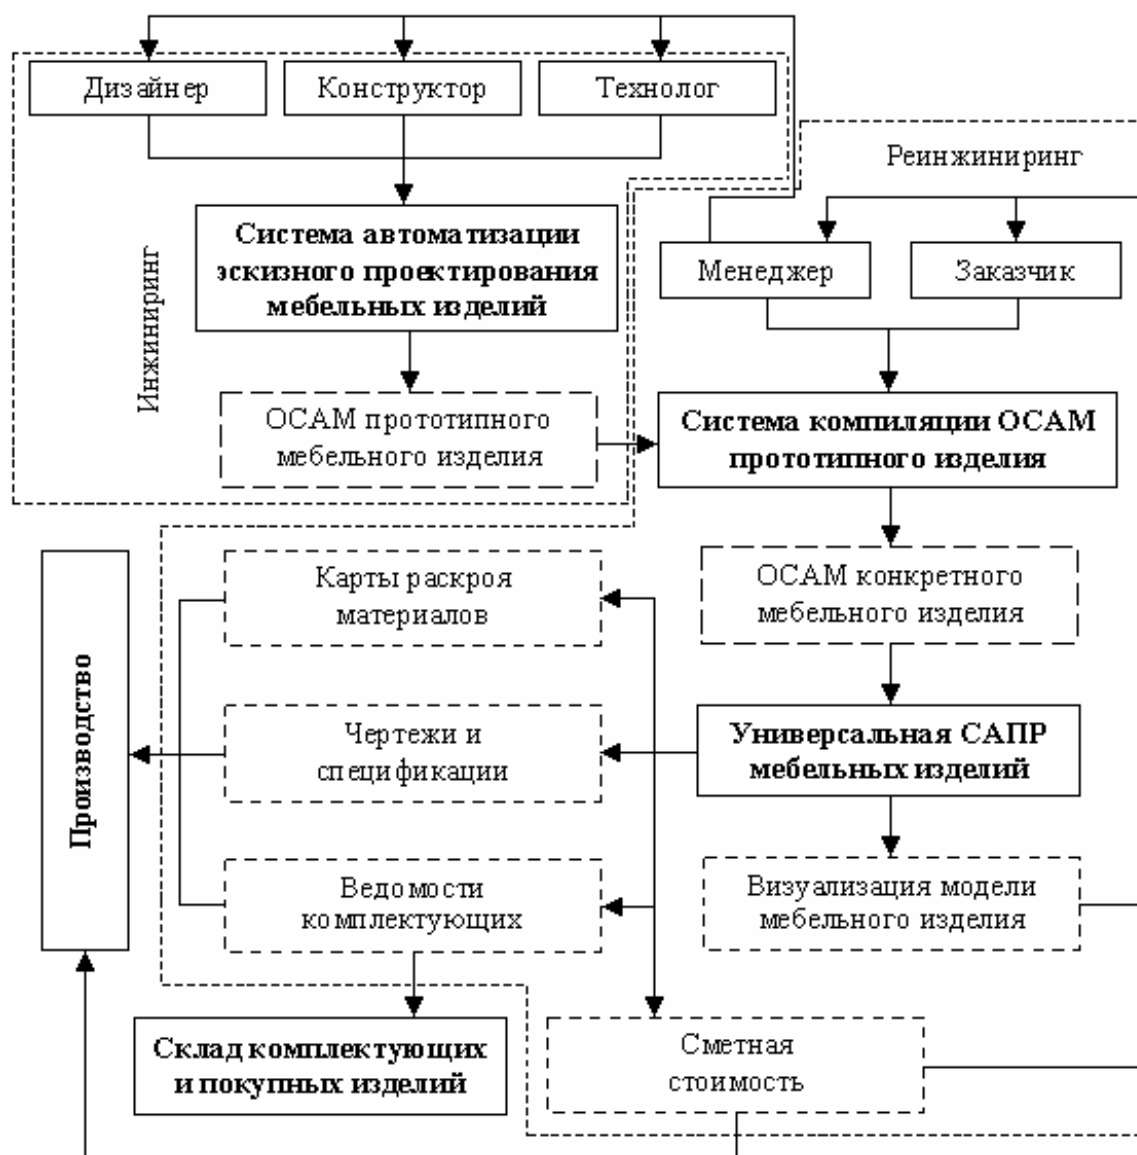 Дизайнер
Конструктор
Технолог
Реинжиниринг
Система автоматизации
эскизного проектирования
мебельных изделий
Менеджер
Заказчик
Инжиниринг
ОСАМ прототипного
мебельного изделия
Система компиляции ОСАМ
прототипного изделия
Карты раскроя
материалов
ОСАМ конкретного
мебельного изделия
Производство
Чертежи и
спецификации
Универсальная САПР
мебельных изделий
Ведомости
комплектующих
Визуализация модели
мебельного изделия
Склад комплектующих
и покупных изделий
Сметная
стоимость